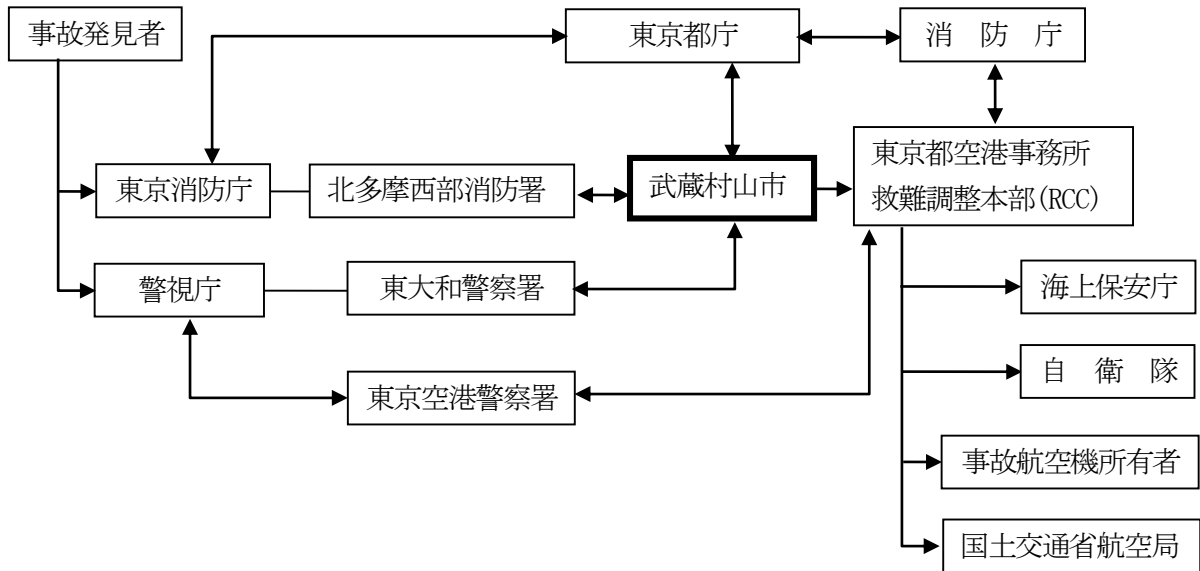 事故発見者
東京都庁
消　防　庁
東京消防庁
北多摩西部消防署
武蔵村山市
東京都空港事務所
救難調整本部(RCC)
警視庁
東大和警察署
海上保安庁
東京空港警察署
自　衛　隊
事故航空機所有者
国土交通省航空局